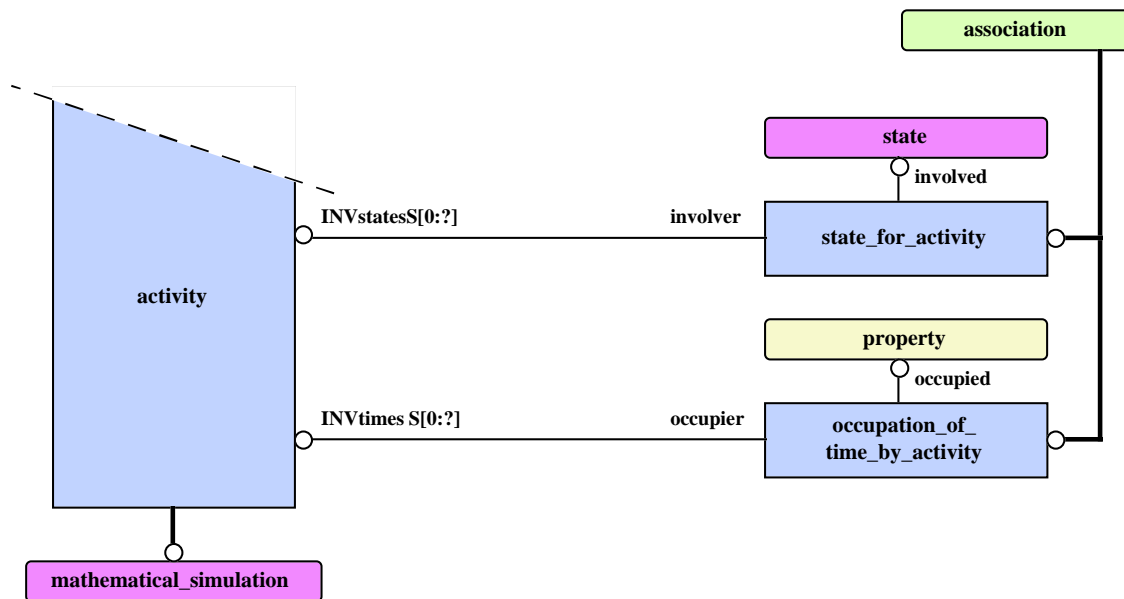 association
state
involved
INVstatesS[0:?]
involver
state_for_activity
activity
property
occupied
INVtimes S[0:?]
occupier
occupation_of_
time_by_activity
mathematical_simulation